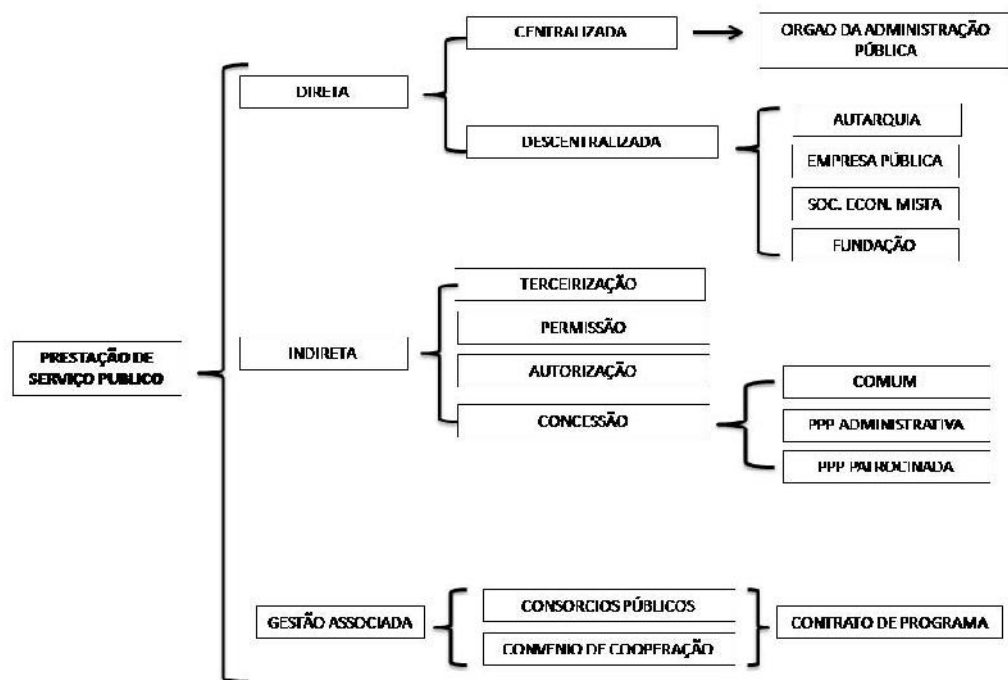 CENTRALIZADA
ORGAO DA ADMINISTRAÇÃO
PÚBLICA
DIRETA
DESCENTRALIZADA
AUTARQUIA
EMPRESA PÚBLICA
SOC. ECON. MISTA
FUNDAÇÃO
TERCEIRIZAÇÃO
PERMISSÃO
PRESTAÇÃO DE
SERVIÇO PUBLICO
INDIRETA
AUTORIZAÇÃO
CONCESSÃO
COMUM
PPP ADMINISTRATIVA
PPP PATROCINADA
GESTÃO ASSOCIADA
CONSORCIOS PÚBLICOS
CONVENIO DE COOPERAÇÃO
CONTRATO DE PROGRAMA